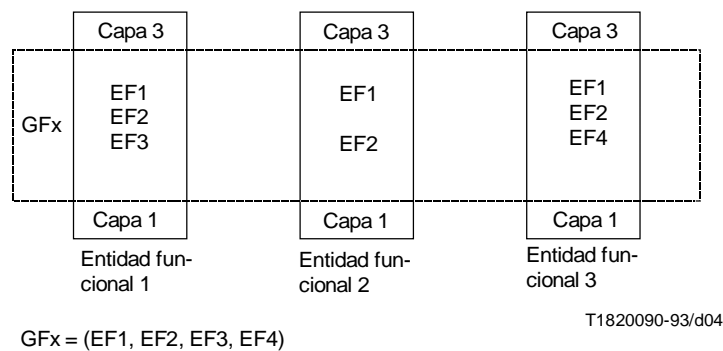 Capa 3 Capa 3 Capa 3
EF1 EF1 EF1
EF2 EF2
GFx
EF3 EF2 EF4
Capa 1 Capa 1 Capa 1
Entidad fun-
cional 1
Entidad fun-
cional 2
Entidad fun-
cional 3
T1820090-93/d04
GFx = (EF1, EF2, EF3, EF4)